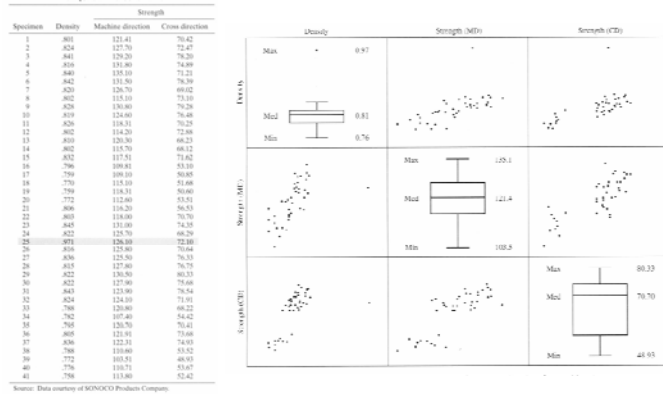 Strength
Specimen Density Machine direction Cross direction
1 .801 121.41 70.42
2 .824 127.70 72.47
3 .841 129.20 78.20
4 .816 131.80 74.89
5 .840 135.10 71.21
6 .842 131.50 78.39
7 .820 126.70 69.02
8 .802 115.10 73.10
9 .828 130.80 79.28
10 .819 124.60 76.48
11 .826 118.31 70.25
12 .802 114.20 72.88
13 .810 120.30 68.23
14 .802 115.70 68.12
15 .832 117.51 71.62
16 .796 109.81 53.10
17 .759 109.10 50.85
18 .770 115.10 51.68
19 .759 118.31 50.60
20 .772 112.60 53.51
21 .806 116.20 56.53
22 .803 118.00 70.70
23 .845 131.00 74.35
24 .822 125.70 68.29
25 .971 126.10 72.10
26 .816 125.80 70.64
27 .836 125.50 76.33
28 .815 127.80 76.75
29 .822 130.50 80.33
30 .822 127.90 75.68
31 .843 123.90 78.54
32 .824 124.10 71.91
33 .788 120.80 68.22
34 .782 107.40 54.42
35 .795 120.70 70.41
36 .805 121.91 73.68
37 .836 122.31 74.93
38 .788 110.60 53.52
39 .772 103.51 48.93
40 .776 110.71 53.67
41 .758 113.80 52.42
Source: Data courtesy of SONOCO Products Company.
Density Strength (MD) Strength (CD)
Max 0.97
Density
Med 0.81
Min 0.76
Max 135.1
Strength (MD)
Med 121.4
Min 103.5
Max 80.33
Strength (CD)
Med 70.70
Min 48.93